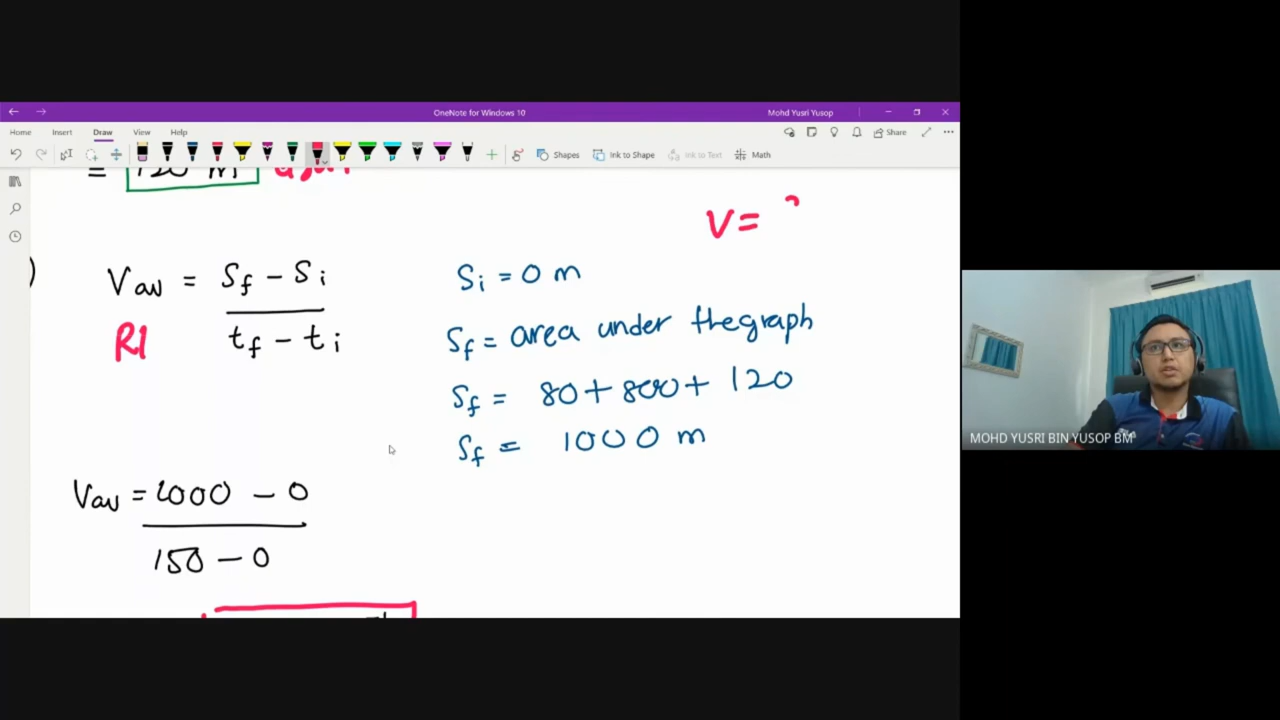 OneNote for Windows 10
Mohd Yusri Yusop
Home Insert Draw View Help
Share
Shapes Ink to Shape Ink to Text Math
= 120 m
V = ?
) Vav = Sf - Si
tf - ti
R1
Si = 0 m
Sf = area under the graph
Sf = 80 + 800 + 120
Sf = 1000 m
Vav = 1000 - 0
150 - 0
MOHD YUSRI BIN YUSOP BM